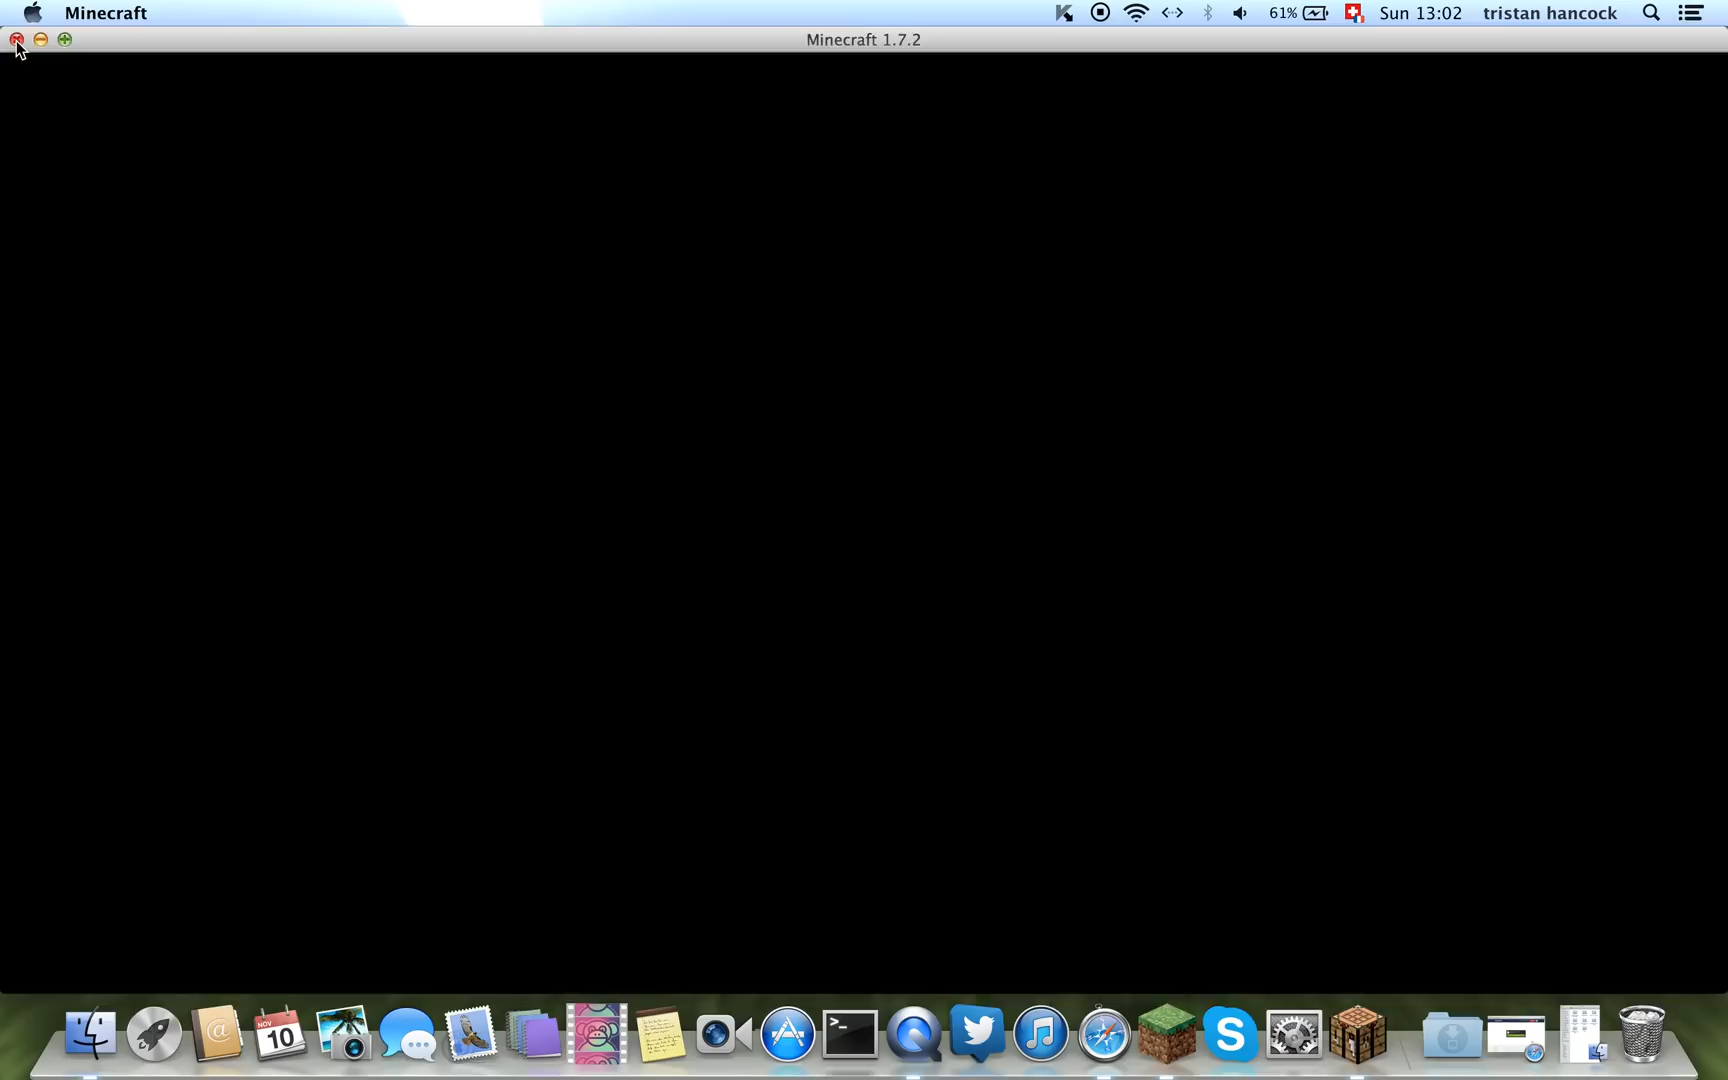 Minecraft
61%
Sun 13:02
tristan hancock
Minecraft 1.7.2
NOV
10
@
>_
S